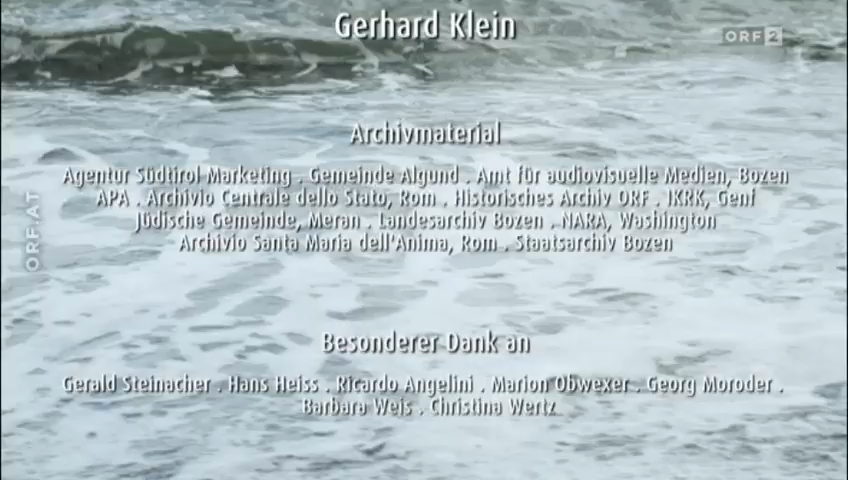 Gerhard Klein
ORF 2
Archivmaterial
Agentur Südtirol Marketing . Gemeinde Algund . Amt für audiovisuelle Medien, Bozen
APA . Archivio Centrale dello Stato, Rom . Historisches Archiv ORF . IKRK, Genf
Jüdische Gemeinde, Meran . Landesarchiv Bozen . NARA, Washington
Archivio Santa Maria dell'Anima, Rom . Staatsarchiv Bozen
ORF.AT
Besonderer Dank an
Gerald Steinacher . Hans Heiss . Ricardo Angelini . Marion Obwexer . Georg Moroder .
Barbara Weis . Christina Wertz